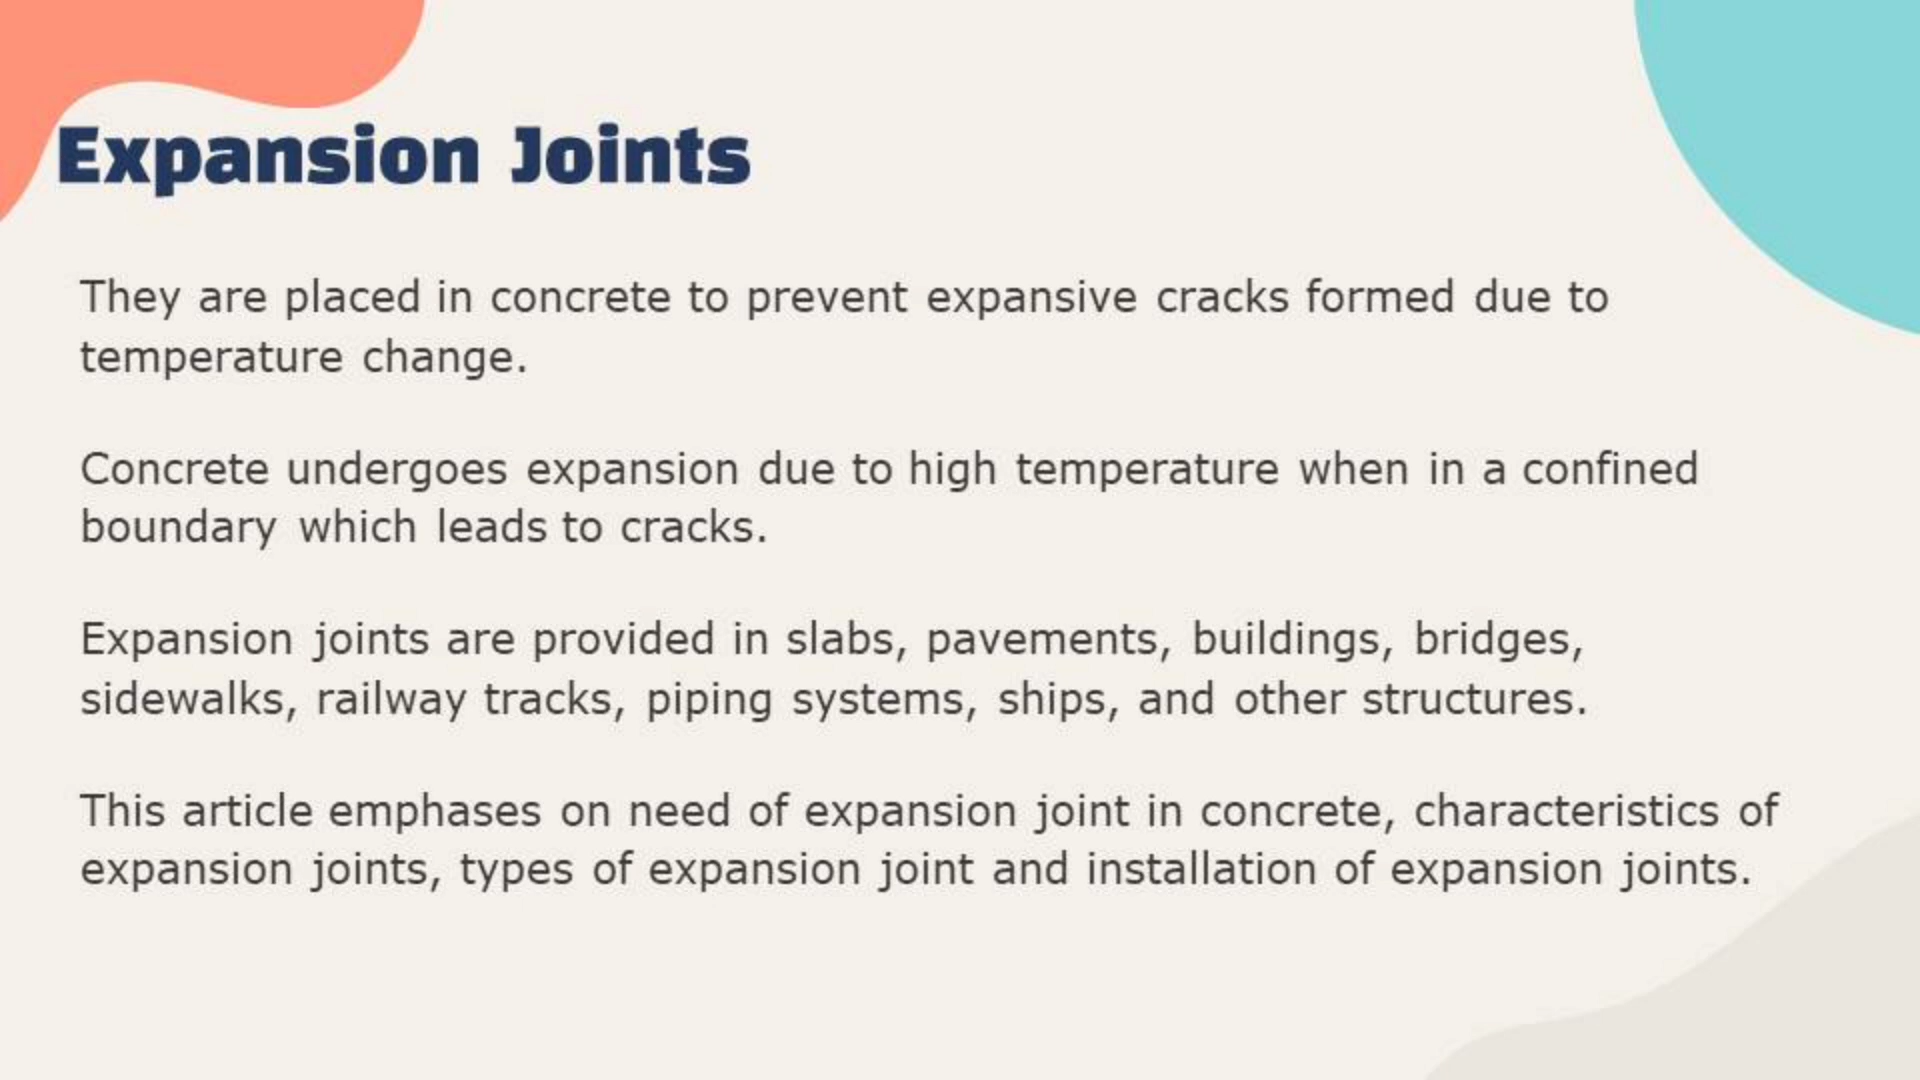 Expansion Joints
They are placed in concrete to prevent expansive cracks formed due to
temperature change.
Concrete undergoes expansion due to high temperature when in a confined
boundary which leads to cracks.
Expansion joints are provided in slabs, pavements, buildings, bridges,
sidewalks, railway tracks, piping systems, ships, and other structures.
This article emphases on need of expansion joint in concrete, characteristics of
expansion joints, types of expansion joint and installation of expansion joints.